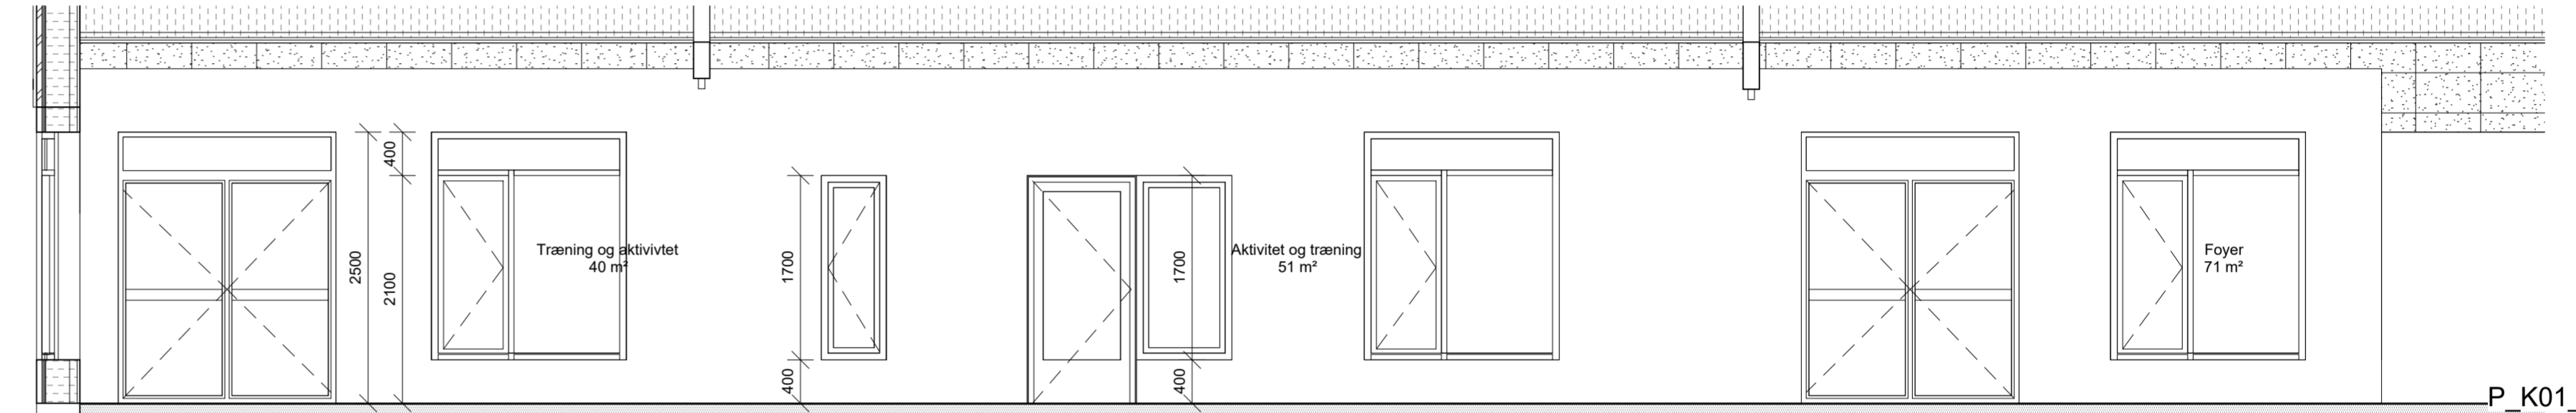 400
2500
2100
Træning og aktivivtet
40 m²
1700
400
1700
400
Aktivitet og træning
51 m²
Foyer
71 m²
P_K01_